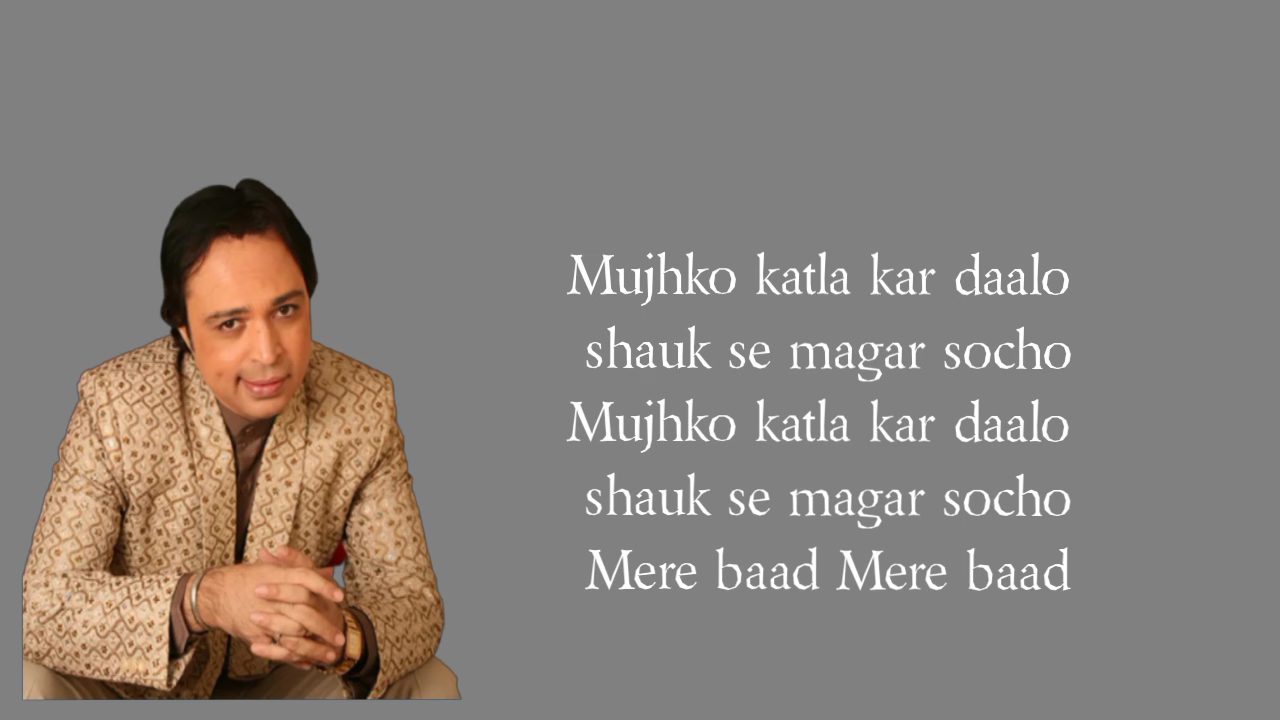 Mujhko katla kar daalo
shauk se magar socho
Mujhko katla kar daalo
shauk se magar socho
Mere baad Mere baad